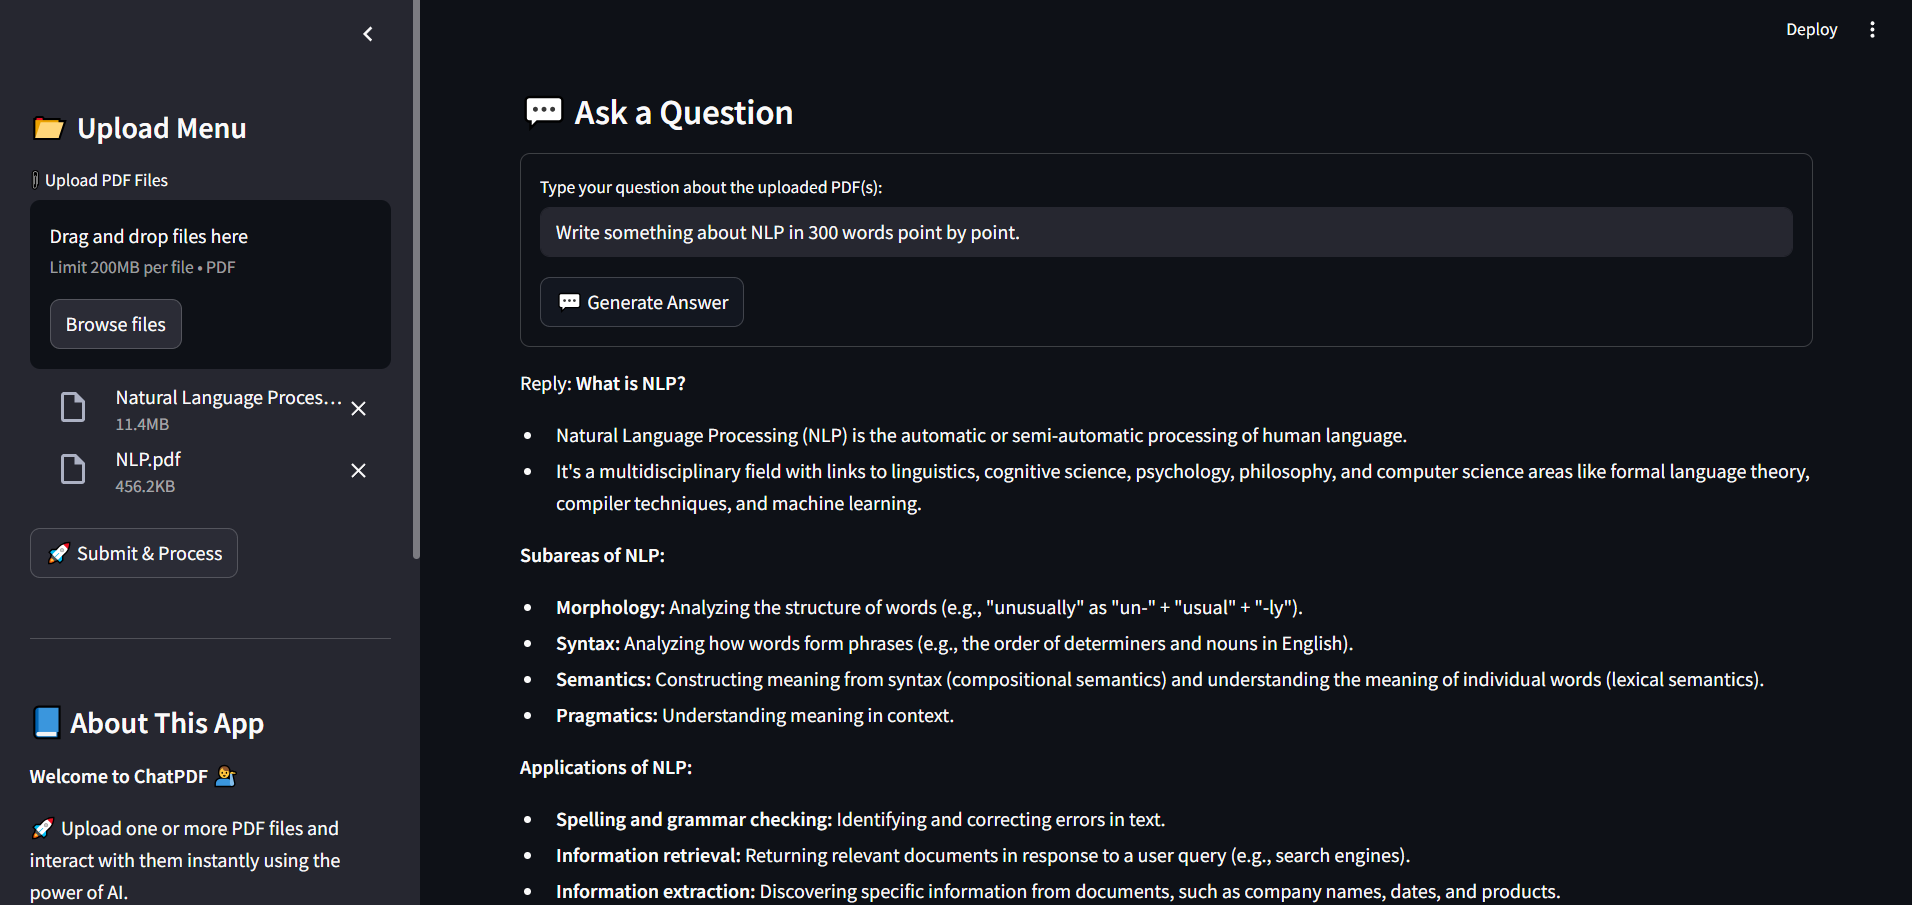 Upload Menu
Upload PDF Files
Drag and drop files here
Limit 200MB per file • PDF
Browse files
Natural Language Proces...
11.4MB
NLP.pdf
456.2KB
Submit & Process
About This App
Welcome to ChatPDF
Upload one or more PDF files and
interact with them instantly using the
power of AI.
Deploy
Ask a Question
Type your question about the uploaded PDF(s):
Write something about NLP in 300 words point by point.
Generate Answer
Reply: What is NLP?
• Natural Language Processing (NLP) is the automatic or semi-automatic processing of human language.
• It's a multidisciplinary field with links to linguistics, cognitive science, psychology, philosophy, and computer science areas like formal language theory,
compiler techniques, and machine learning.
Subareas of NLP:
• Morphology: Analyzing the structure of words (e.g., "unusually" as "un-" + "usual" + "-ly").
• Syntax: Analyzing how words form phrases (e.g., the order of determiners and nouns in English).
• Semantics: Constructing meaning from syntax (compositional semantics) and understanding the meaning of individual words (lexical semantics).
• Pragmatics: Understanding meaning in context.
Applications of NLP:
• Spelling and grammar checking: Identifying and correcting errors in text.
• Information retrieval: Returning relevant documents in response to a user query (e.g., search engines).
• Information extraction: Discovering specific information from documents, such as company names, dates, and products.